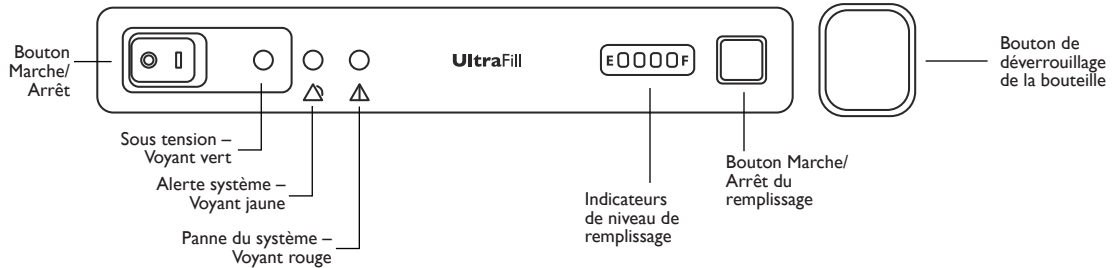 Bouton
Marche/
Arrêt
UltraFill
E F
Bouton de
déverrouillage
de la bouteille
Sous tension –
Voyant vert
Alerte système –
Voyant jaune
Panne du système –
Voyant rouge
Indicateurs
de niveau de
remplissage
Bouton Marche/
Arrêt du
remplissage